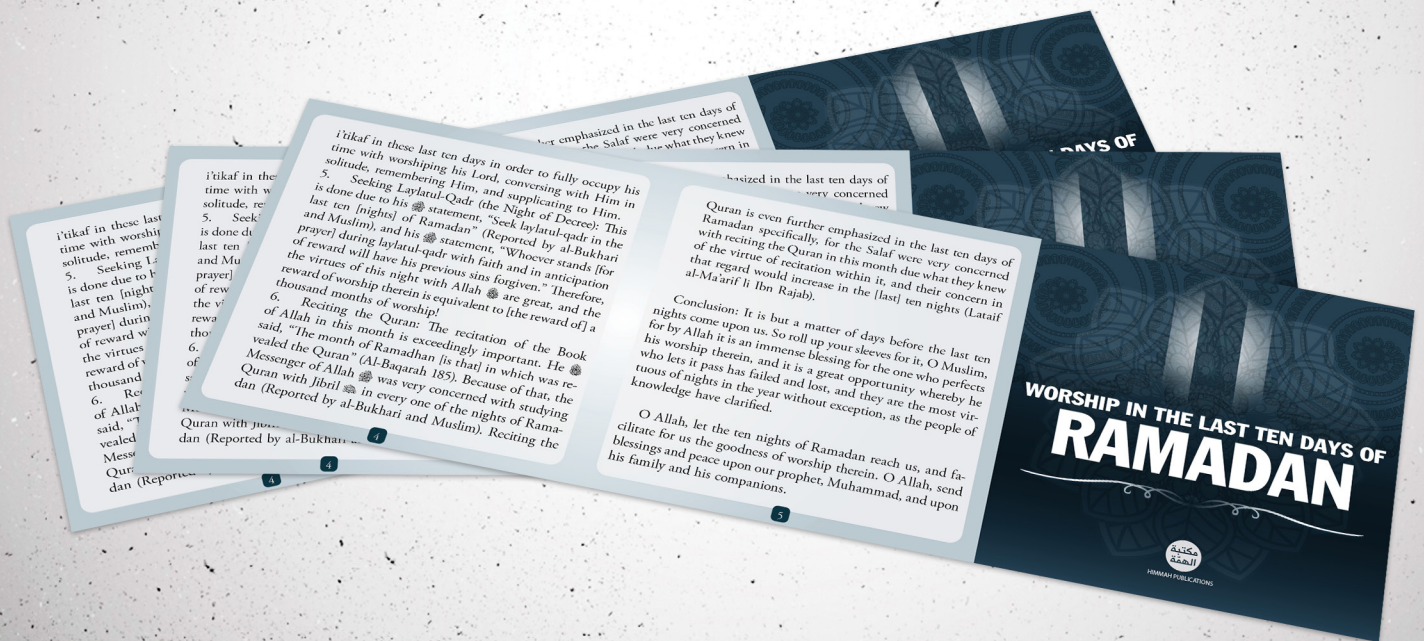 i'tikaf in these last ten days in order to fully occupy his
time with worshiping his Lord, conversing with Him in
solitude, remembering Him, and supplicating to Him.
5. Seeking Laylatul-Qadr (the Night of Decree): This
is done due to his ﷺ statement, “Seek laylatul-qadr in the
last ten [nights] of Ramadan” (Reported by al-Bukhari
and Muslim), and his ﷺ statement, “Whoever stands [for
prayer] during laylatul-qadr with faith and in anticipation
of reward will have his previous sins forgiven.” Therefore,
the virtues of this night with Allah are great, and the
reward of worship therein is equivalent to [the reward of] a
thousand months of worship!
6. Reciting the Quran: The recitation of the Book
of Allah in this month is exceedingly important. He
said, “The month of Ramadhan [is that] in which was re-
vealed the Quran” (Al-Baqarah 185). Because of that, the
Messenger of Allah ﷺ was very concerned with studying
Quran with Jibril in every one of the nights of Rama-
dan (Reported by al-Bukhari and Muslim). Reciting the
4
Quran is even further emphasized in the last ten days of
Ramadan specifically, for the Salaf were very concerned
with reciting the Quran in this month due what they knew
of the virtue of recitation within it, and their concern in
that regard would increase in the [last] ten nights (Lataif
al-Ma'arif li Ibn Rajab).
Conclusion: It is but a matter of days before the last ten
nights come upon us. So roll up your sleeves for it, O Muslim,
for by Allah it is an immense blessing for the one who perfects
his worship therein, and it is a great opportunity whereby he
who lets it pass has failed and lost, and they are the most vir-
tuous of nights in the year without exception, as the people of
knowledge have clarified.
O Allah, let the ten nights of Ramadan reach us, and fa-
cilitate for us the goodness of worship therein. O Allah, send
blessings and peace upon our prophet, Muhammad, and upon
his family and his companions.
5
WORSHIP IN THE LAST TEN DAYS OF
RAMADAN
مكتبة
الهمة
HIMMAH PUBLICATIONS